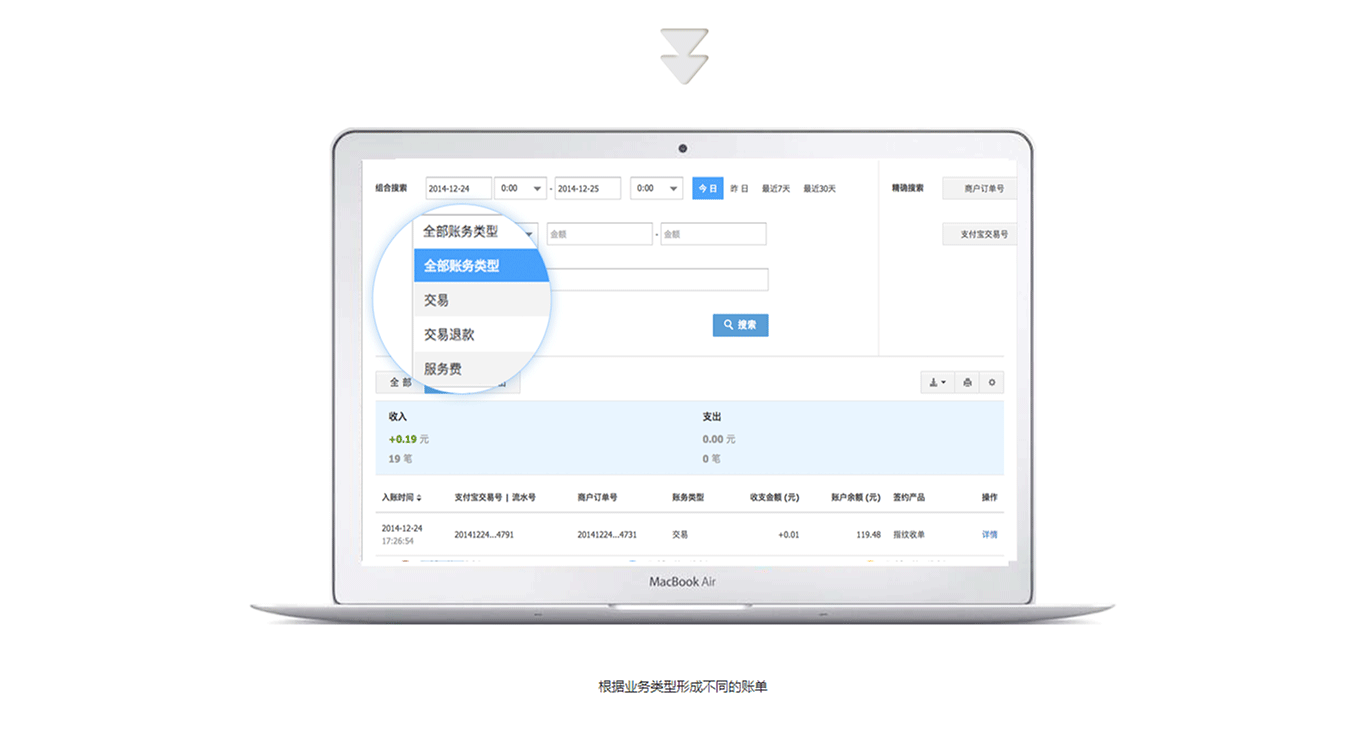 组合搜索 2014-12-24 0:00 - 2014-12-25 0:00 今日 昨日 最近7天 最近30天 精确搜索 商户订单号
全部账务类型 金额 - 金额 支付宝交易号
全部账务类型
交易
交易退款
搜索
服务费
全部
收入 支出
+0.19 元 0.00 元
19 笔 0 笔
入账时间 支付宝交易号 | 流水号 商户订单号 账务类型 收支金额 (元) 账户余额 (元) 签约产品 操作
2014-12-24
17:26:54 20141224...4791 20141224...4731 交易 +0.01 119.48 指纹收单 详情
MacBook Air
根据业务类型形成不同的账单